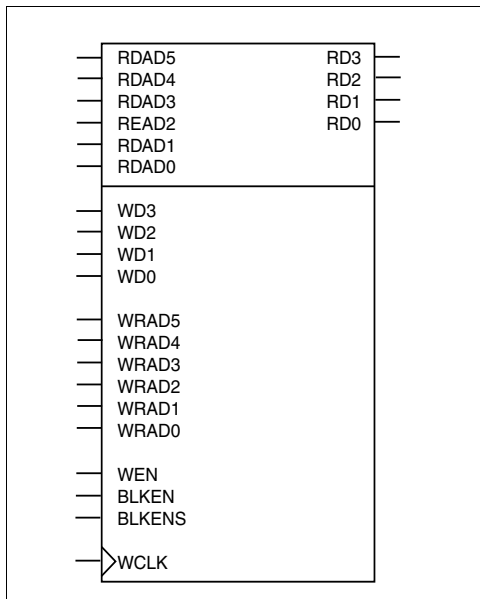 RDAD5 RD3
RDAD4 RD2
RDAD3 RD1
READ2 RD0
RDAD1
RDAD0
WD3
WD2
WD1
WD0
WRAD5
WRAD4
WRAD3
WRAD2
WRAD1
WRAD0
WEN
BLKEN
BLKENS
WCLK